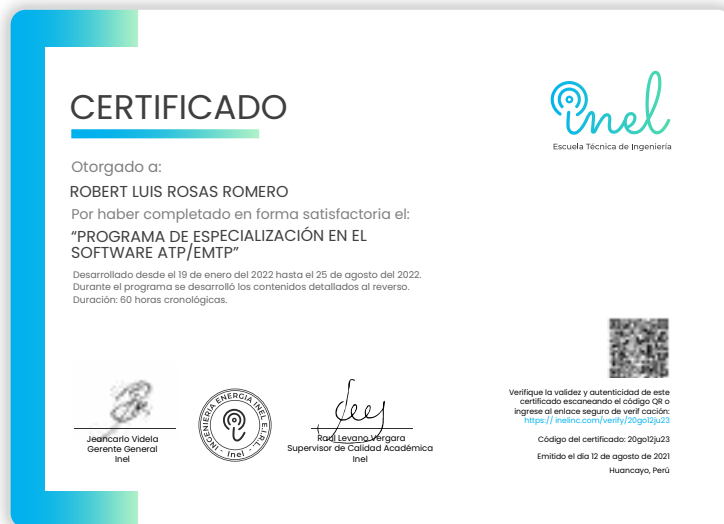 CERTIFICADO
inel
Escuela Técnica de Ingeniería
Otorgado a:
ROBERT LUIS ROSAS ROMERO
Por haber completado en forma satisfactoria el:
“PROGRAMA DE ESPECIALIZACIÓN EN EL
SOFTWARE ATP/EMTP”
Desarrollado desde el 19 de enero del 2022 hasta el 25 de agosto del 2022.
Durante el programa se desarrolló los contenidos detallados al reverso.
Duración: 60 horas cronológicas.
Jeancarlo Videla
Gerente General
Inel
INGENIERIA ENERGIA INEL E.I.R.L.
· Inel ·
Raúl Levano Vergara
Supervisor de Calidad Académica
Inel
Verifique la validez y autenticidad de este
certificado escaneando el código QR o
ingrese al enlace seguro de verif cación:
https:// inelinc.com/verify/20go12ju23
Código del certificado: 20go12ju23
Emitido el día 12 de agosto de 2021
Huancayo, Perú